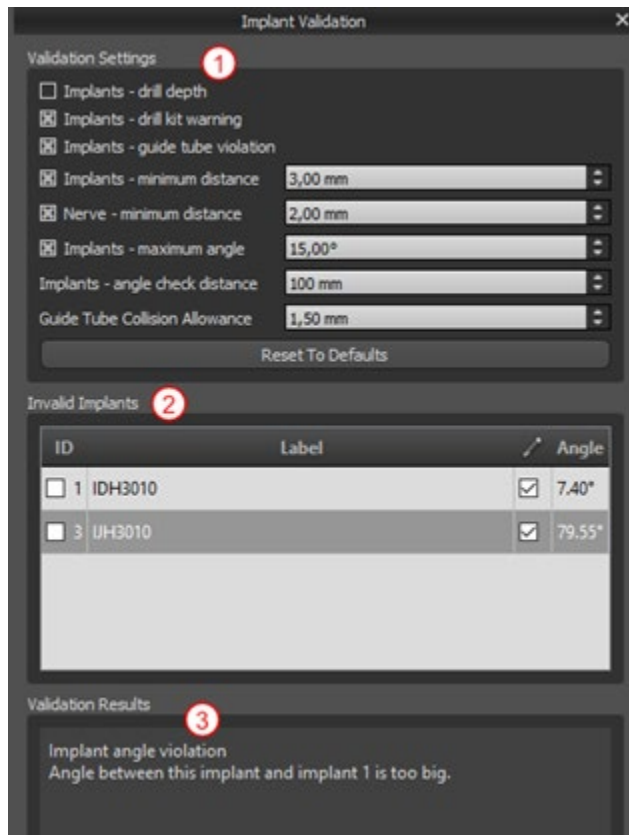 Implant Validation
Validation Settings 1
Implants - drill depth
Implants - drill kit warning
Implants - guide tube violation
Implants - minimum distance 3,00 mm
Nerve - minimum distance 2,00 mm
Implants - maximum angle 15,00°
Implants - angle check distance 100 mm
Guide Tube Collision Allowance 1,50 mm
Reset To Defaults
Invalid Implants 2
ID Label Angle
1 IDH3010 7.40°
3 IJH3010 79.55°
Validation Results
3
Implant angle violation
Angle between this implant and implant 1 is too big.